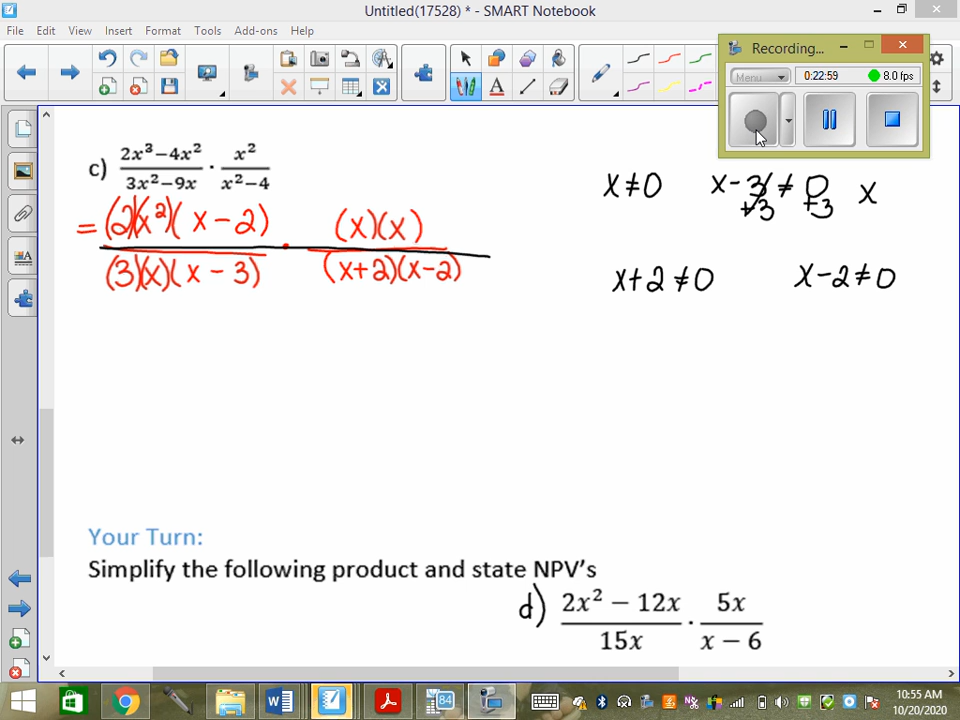 Untitled(17528) * - SMART Notebook
File Edit View Insert Format Tools Add-ons Help
Recording...
Menu 0:22:59 8.0 fps
c) 2x³−4x² / 3x²−9x · x² / x²−4
x≠0 x-3≠0 x
+3 +3
= (2)(x²)(x-2) / (3)(x)(x-3) · (x)(x) / (x+2)(x-2)
x+2≠0 x-2≠0
Your Turn:
Simplify the following product and state NPV's
d) 2x² − 12x / 15x · 5x / x − 6
84
10:55 AM
10/20/2020